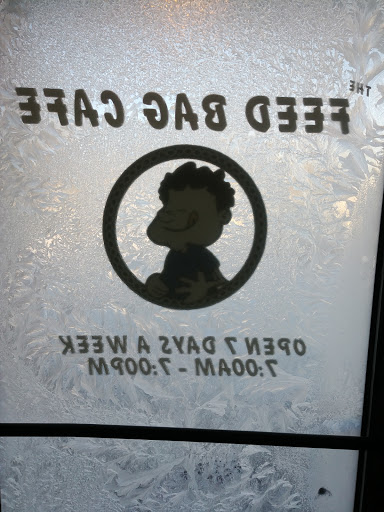 THE
FEED BAG CAFE
OPEN 7 DAYS A WEEK
7:00AM - 7:00PM